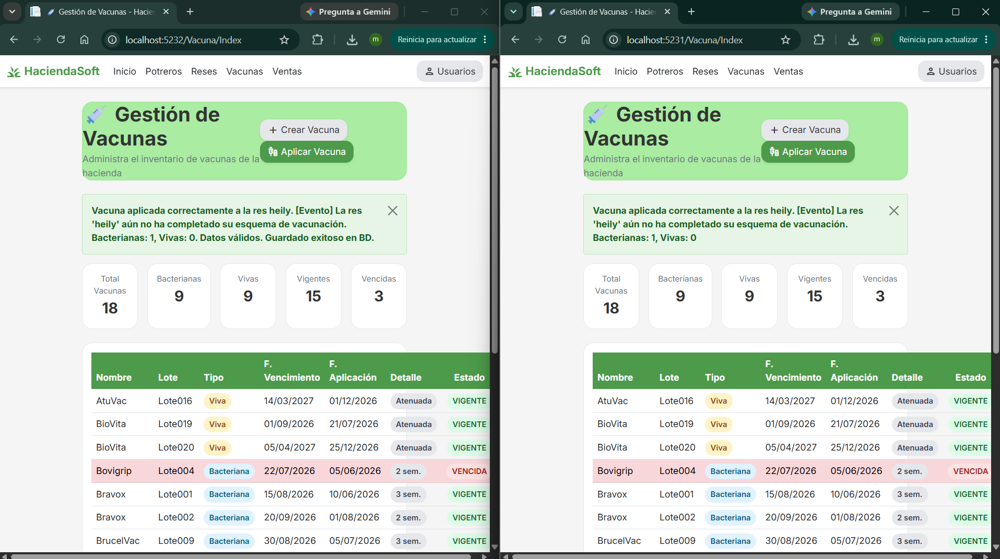 Gestión de Vacunas - Hacie
Pregunta a Gemini
localhost:5232/Vacuna/Index
m
Reinicia para actualizar
HaciendaSoft
Inicio
Potreros
Reses
Vacunas
Ventas
Usuarios
Gestión de
Vacunas
Administra el inventario de vacunas de la
hacienda
+ Crear Vacuna
Aplicar Vacuna
Vacuna aplicada correctamente a la res heily. [Evento] La res
'heily' aún no ha completado su esquema de vacunación.
Bacterianas: 1, Vivas: 0. Datos válidos. Guardado exitoso en BD.
Total
Vacunas
18
Bacterianas
9
Vivas
9
Vigentes
15
Vencidas
3
Nombre Lote Tipo F. Vencimiento F. Aplicación Detalle Estado
AtuVac Lote016 Viva 14/03/2027 01/12/2026 Atenuada VIGENTE
BioVita Lote019 Viva 01/09/2026 21/07/2026 Atenuada VIGENTE
BioVita Lote020 Viva 05/04/2027 25/12/2026 Atenuada VIGENTE
Bovigrip Lote004 Bacteriana 22/07/2026 05/06/2026 2 sem. VENCIDA
Bravox Lote001 Bacteriana 15/08/2026 10/06/2026 3 sem. VIGENTE
Bravox Lote002 Bacteriana 20/09/2026 01/08/2026 2 sem. VIGENTE
BrucelVac Lote009 Bacteriana 30/08/2026 05/07/2026 3 sem. VIGENTE
Gestión de Vacunas - Hacie
Pregunta a Gemini
localhost:5231/Vacuna/Index
m
Reinicia para actualizar
HaciendaSoft
Inicio
Potreros
Reses
Vacunas
Ventas
Usuarios
Gestión de
Vacunas
Administra el inventario de vacunas de la
hacienda
+ Crear Vacuna
Aplicar Vacuna
Vacuna aplicada correctamente a la res heily. [Evento] La res
'heily' aún no ha completado su esquema de vacunación.
Bacterianas: 1, Vivas: 0
Total
Vacunas
18
Bacterianas
9
Vivas
9
Vigentes
15
Vencidas
3
Nombre Lote Tipo F. Vencimiento F. Aplicación Detalle Estado
AtuVac Lote016 Viva 14/03/2027 01/12/2026 Atenuada VIGENTE
BioVita Lote019 Viva 01/09/2026 21/07/2026 Atenuada VIGENTE
BioVita Lote020 Viva 05/04/2027 25/12/2026 Atenuada VIGENTE
Bovigrip Lote004 Bacteriana 22/07/2026 05/06/2026 2 sem. VENCIDA
Bravox Lote001 Bacteriana 15/08/2026 10/06/2026 3 sem. VIGENTE
Bravox Lote002 Bacteriana 20/09/2026 01/08/2026 2 sem. VIGENTE
BrucelVac Lote009 Bacteriana 30/08/2026 05/07/2026 3 sem. VIGENTE